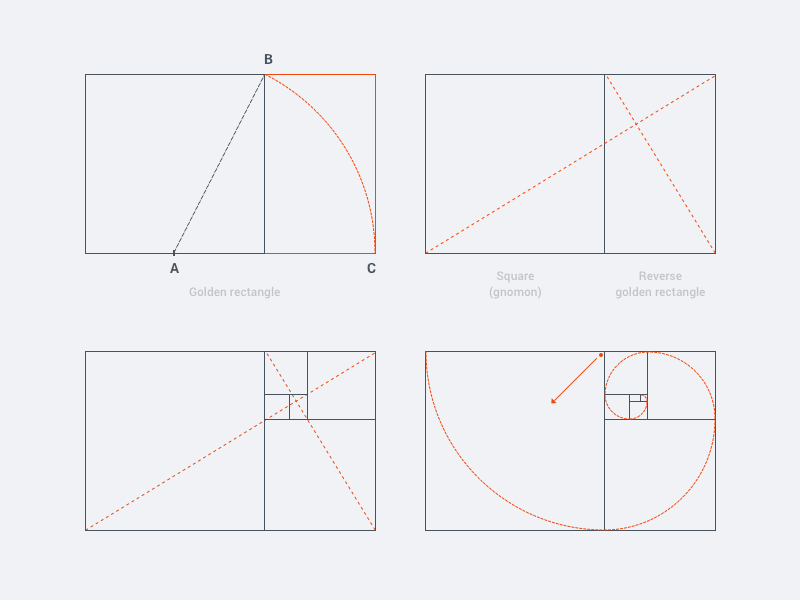 B
A
C
Golden rectangle
Square
(gnomon)
Reverse
golden rectangle